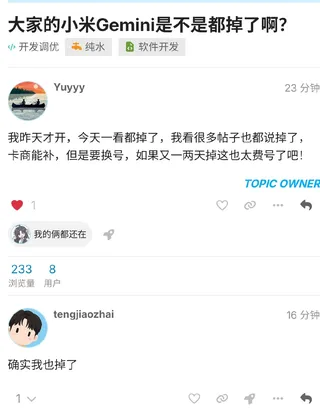 大家的小米Gemini是不是都掉了啊？
开发调优 纯水 软件开发
Yuyyy 23 分钟
我昨天才开，今天一看都掉了，我看很多帖子也都说掉了，
卡商能补，但是要换号，如果又一两天掉这也太费号了吧！
TOPIC OWNER
1
我的俩都还在
233 8
浏览量 用户
tengjiaozhai 16 分钟
确实我也掉了
1